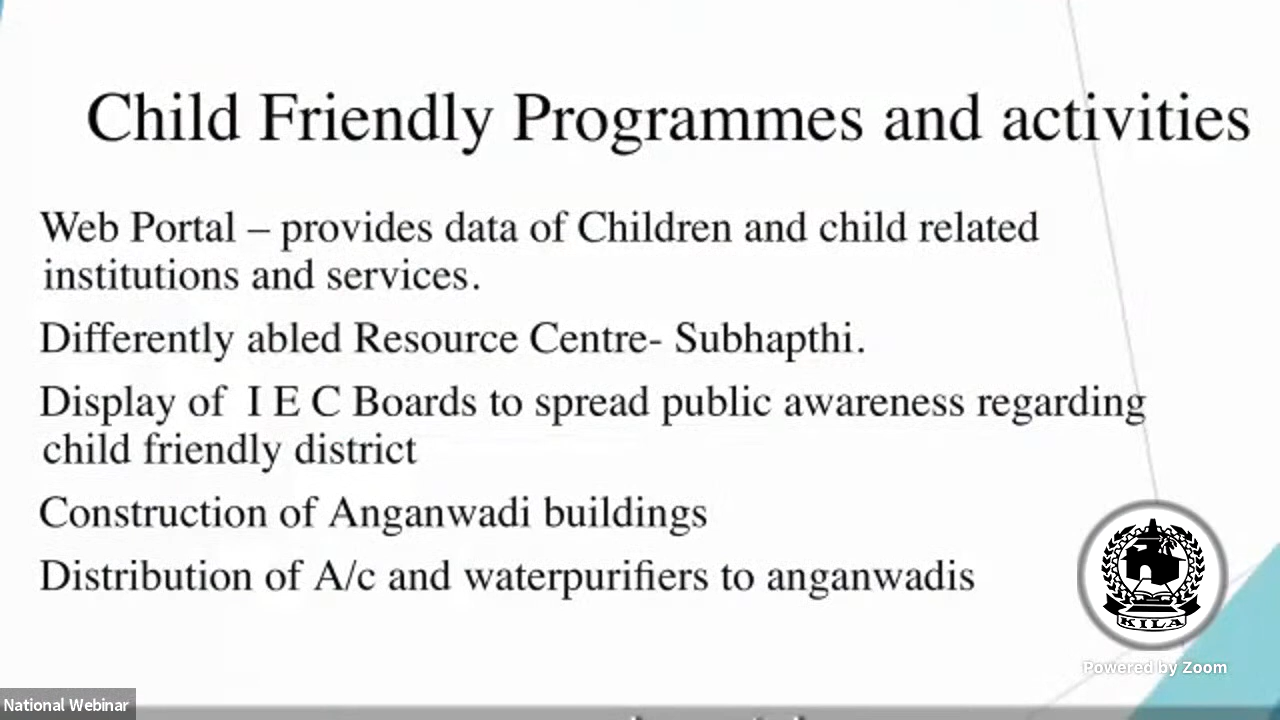 Child Friendly Programmes and activities
Web Portal – provides data of Children and child related
institutions and services.
Differently abled Resource Centre- Subhapthi.
Display of I E C Boards to spread public awareness regarding
child friendly district
Construction of Anganwadi buildings
Distribution of A/c and waterpurifiers to anganwadis
KILA
Powered by Zoom
National Webinar